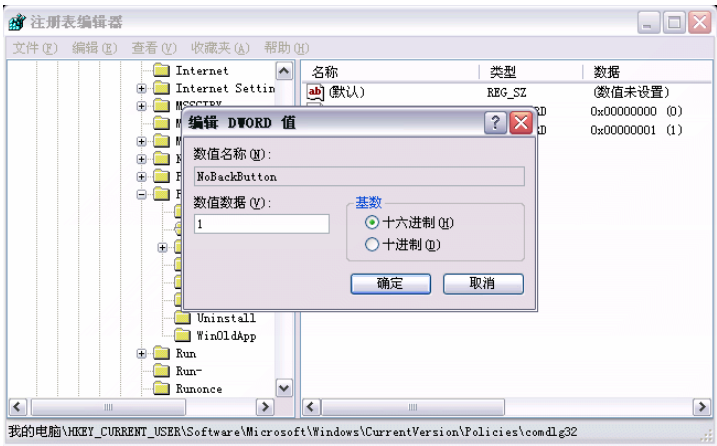 注册表编辑器
文件(F) 编辑(E) 查看(V) 收藏夹(A) 帮助(H)
Internet
Internet Settin
名称 类型 数据
ab (默认) REG_SZ (数值未设置)
0x00000000 (0)
0x00000001 (1)
编辑 DWORD 值
数值名称(N):
NoBackButton
数值数据(V):
1
基数
十六进制(H)
十进制(D)
确定 取消
Uninstall
WinOldApp
Run
Run-
Runonce
我的电脑\HKEY_CURRENT_USER\Software\Microsoft\Windows\CurrentVersion\Policies\comdlg32